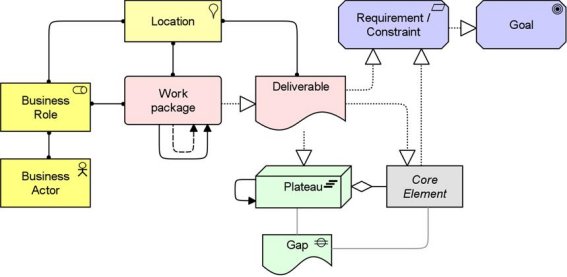 Location
Requirement /
Constraint
Goal
Business
Role
Work
package
Deliverable
Business
Actor
Plateau
Core
Element
Gap